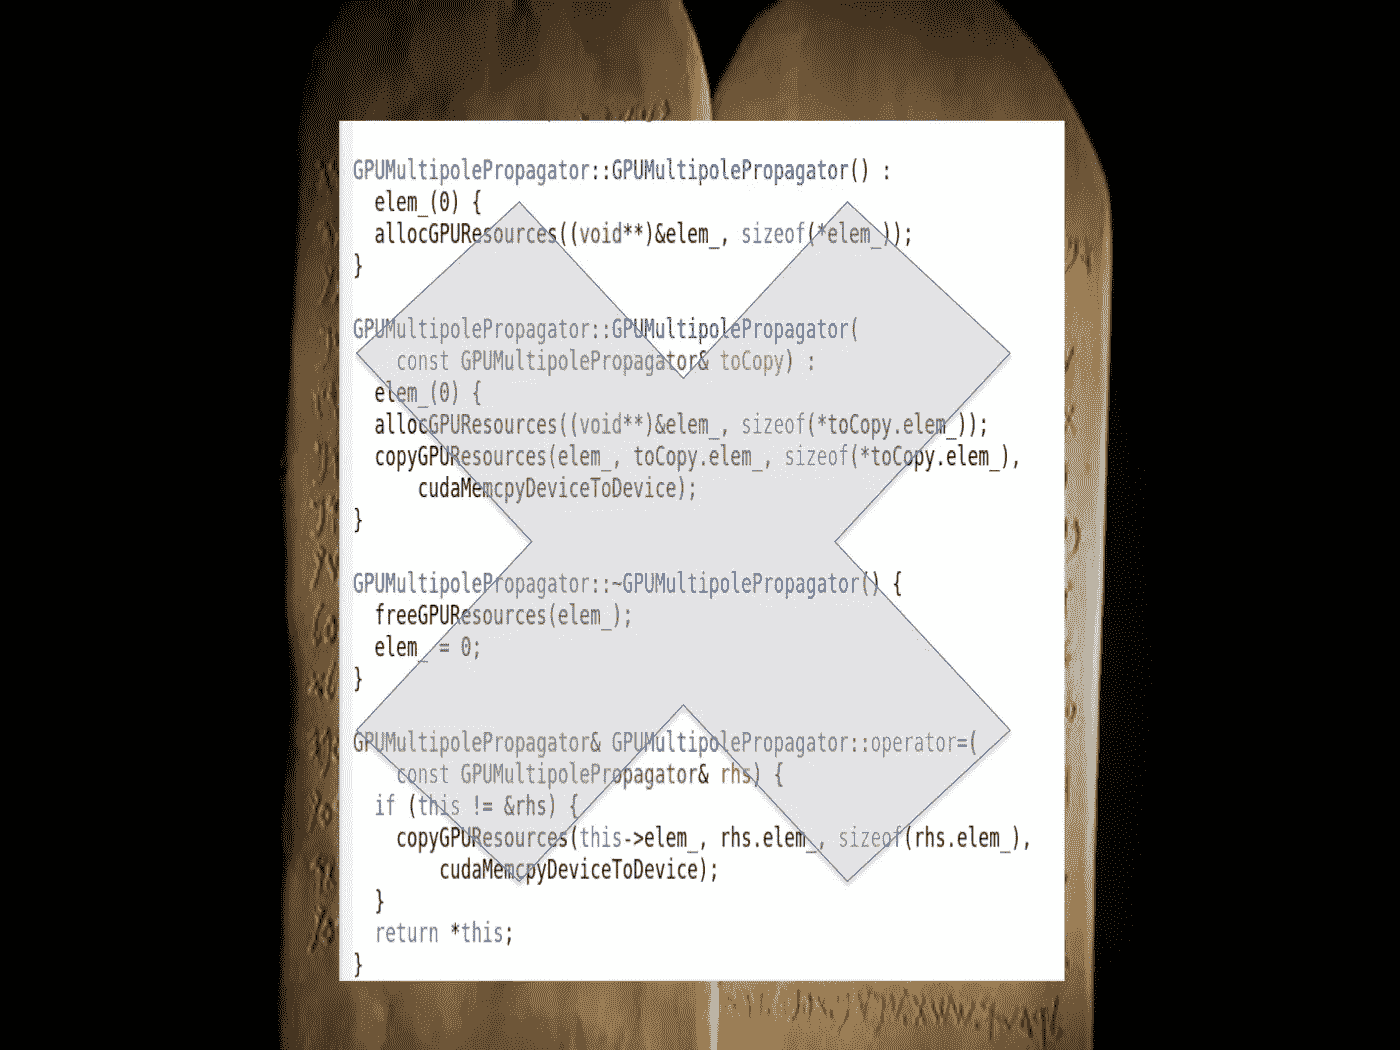 GPUMultipolePropagator::GPUMultipolePropagator() :
elem_(0) {
allocGPUResources((void**)&elem_, sizeof(*elem_));
}
GPUMultipolePropagator::GPUMultipolePropagator(
const GPUMultipolePropagator& toCopy) :
elem_(0) {
allocGPUResources((void**)&elem_, sizeof(*toCopy.elem_));
copyGPUResources(elem_, toCopy.elem_, sizeof(*toCopy.elem_),
cudaMemcpyDeviceToDevice);
}
GPUMultipolePropagator::~GPUMultipolePropagator() {
freeGPUResources(elem_);
elem_ = 0;
}
GPUMultipolePropagator& GPUMultipolePropagator::operator=(
const GPUMultipolePropagator& rhs) {
if (this != &rhs) {
copyGPUResources(this->elem_, rhs.elem_, sizeof(rhs.elem_),
cudaMemcpyDeviceToDevice);
}
return *this;
}